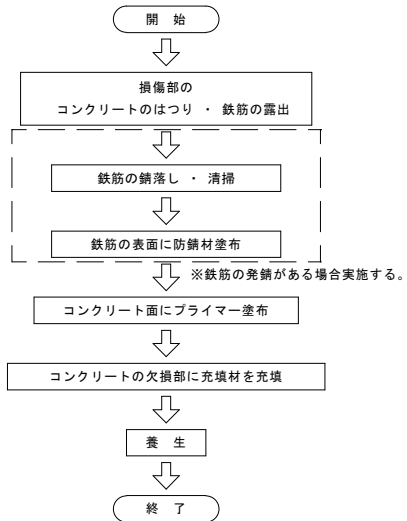 開 始
損傷部の
コンクリートのはつり ・ 鉄筋の露出
鉄筋の錆落し ・ 清掃
鉄筋の表面に防錆材塗布
※鉄筋の発錆がある場合実施する。
コンクリート面にプライマー塗布
コンクリートの欠損部に充填材を充填
養 生
終 了